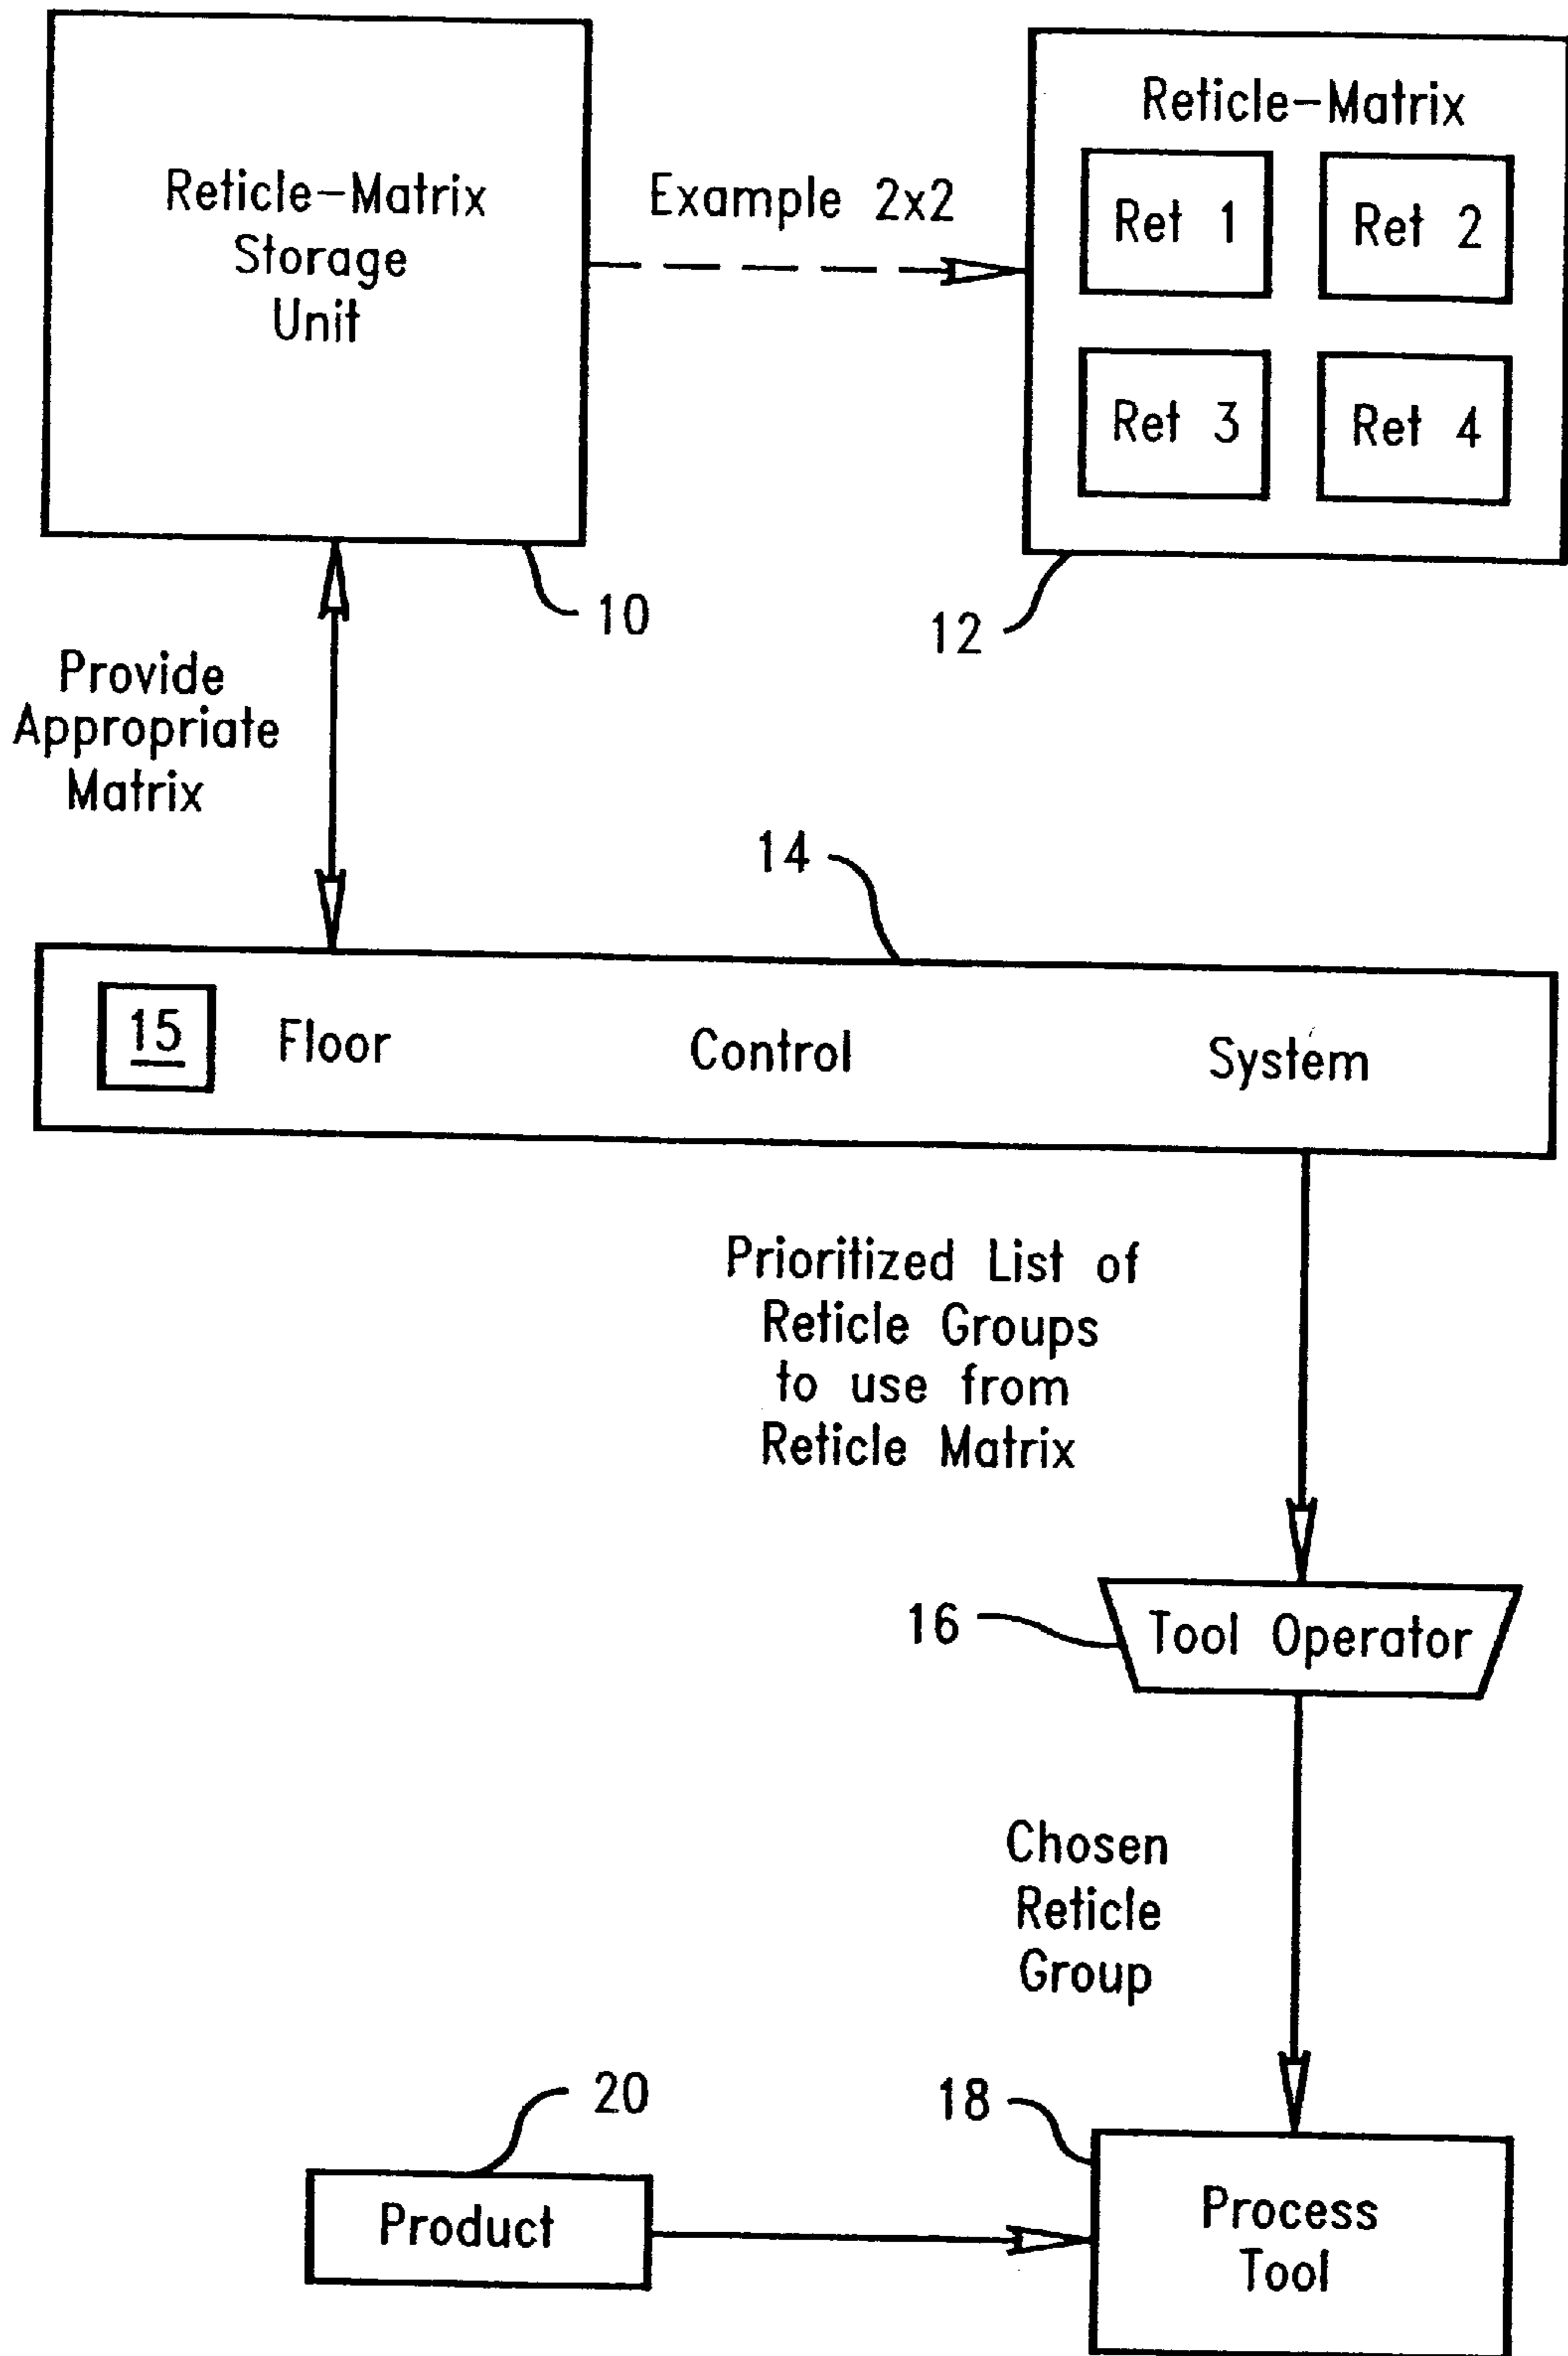 Reticle-Matrix
Storage
Unit
10
Example 2x2
Reticle-Matrix
Ret 1
Ret 2
Ret 3
Ret 4
12
Provide
Appropriate
Matrix
14
15
Floor Control System
Prioritized List of
Reticle Groups
to use from
Reticle Matrix
16
Tool Operator
Chosen
Reticle
Group
20
Product
18
Process
Tool